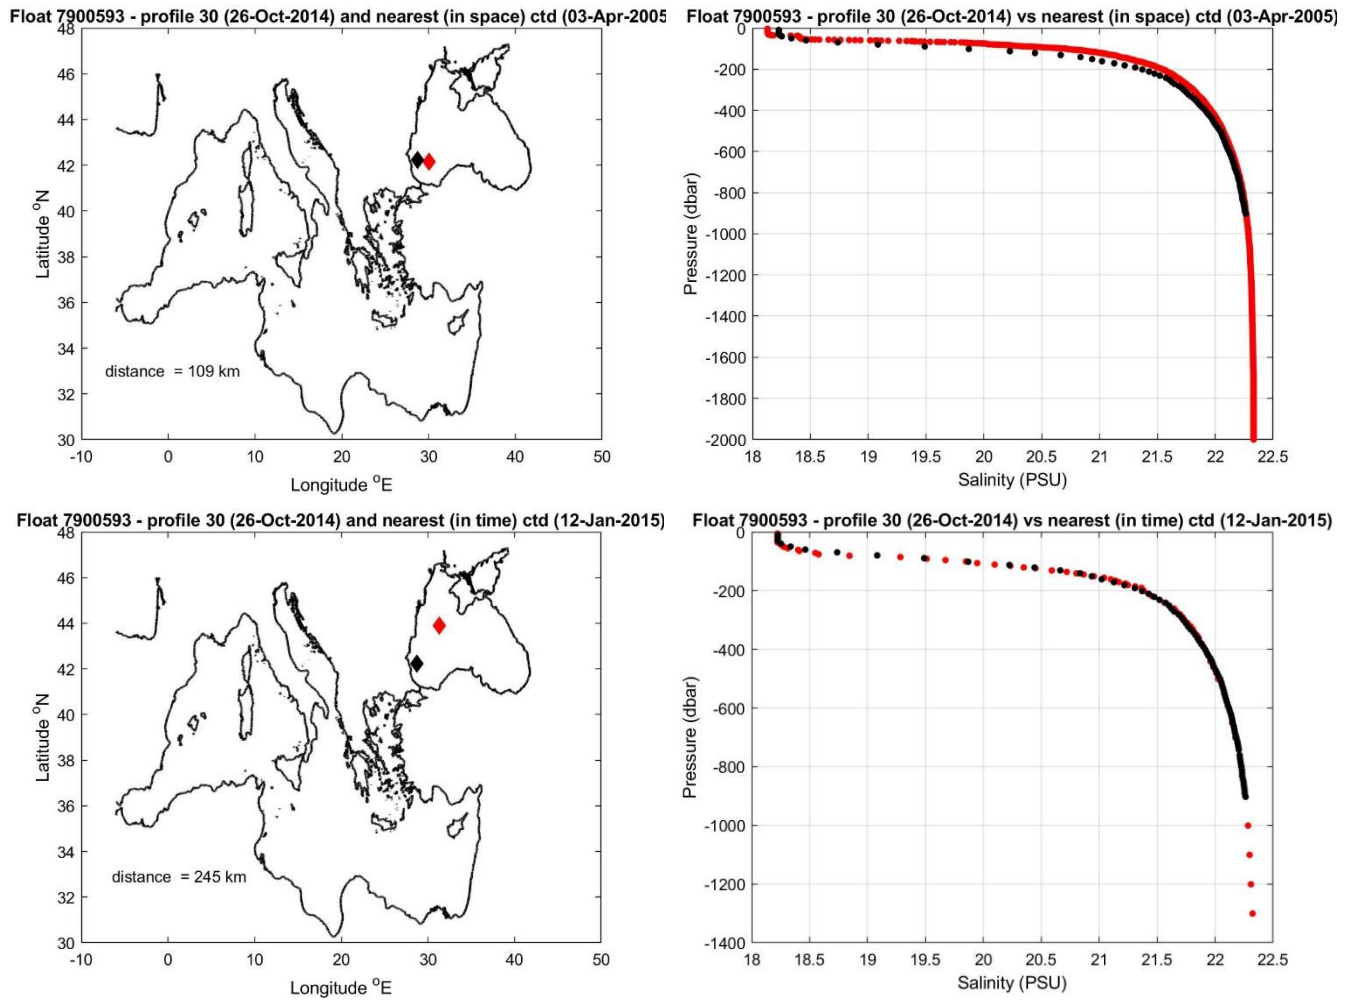 Float 7900593 - profile 30 (26-Oct-2014) and nearest (in space) ctd (03-Apr-2005
48
46
44
42
40
38
36
34
32
30
Latitude °N
distance = 109 km
-10 0 10 20 30 40 50
Longitude °E
Float 7900593 - profile 30 (26-Oct-2014) vs nearest (in space) ctd (03-Apr-2005)
0
-200
-400
-600
-800
-1000
-1200
-1400
-1600
-1800
-2000
Pressure (dbar)
18 18.5 19 19.5 20 20.5 21 21.5 22 22.5
Salinity (PSU)
Float 7900593 - profile 30 (26-Oct-2014) and nearest (in time) ctd (12-Jan-2015)
48
46
44
42
40
38
36
34
32
30
Latitude °N
distance = 245 km
-10 0 10 20 30 40 50
Longitude °E
Float 7900593 - profile 30 (26-Oct-2014) vs nearest (in time) ctd (12-Jan-2015)
0
-200
-400
-600
-800
-1000
-1200
-1400
Pressure (dbar)
18 18.5 19 19.5 20 20.5 21 21.5 22 22.5
Salinity (PSU)